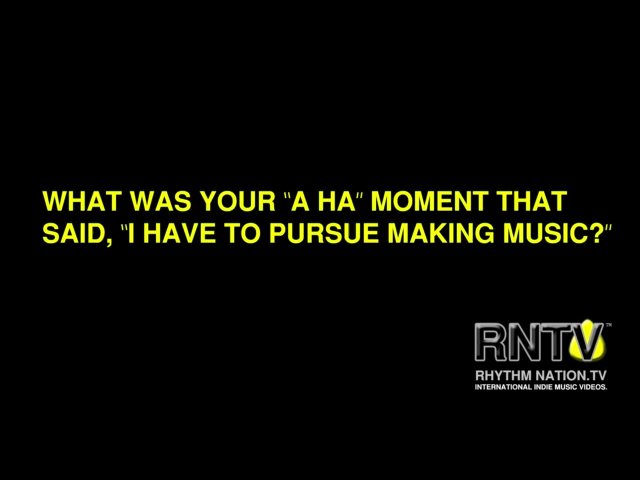 WHAT WAS YOUR “A HA” MOMENT THAT
SAID, “I HAVE TO PURSUE MAKING MUSIC?”
RNTV™
RHYTHM NATION.TV
INTERNATIONAL INDIE MUSIC VIDEOS.